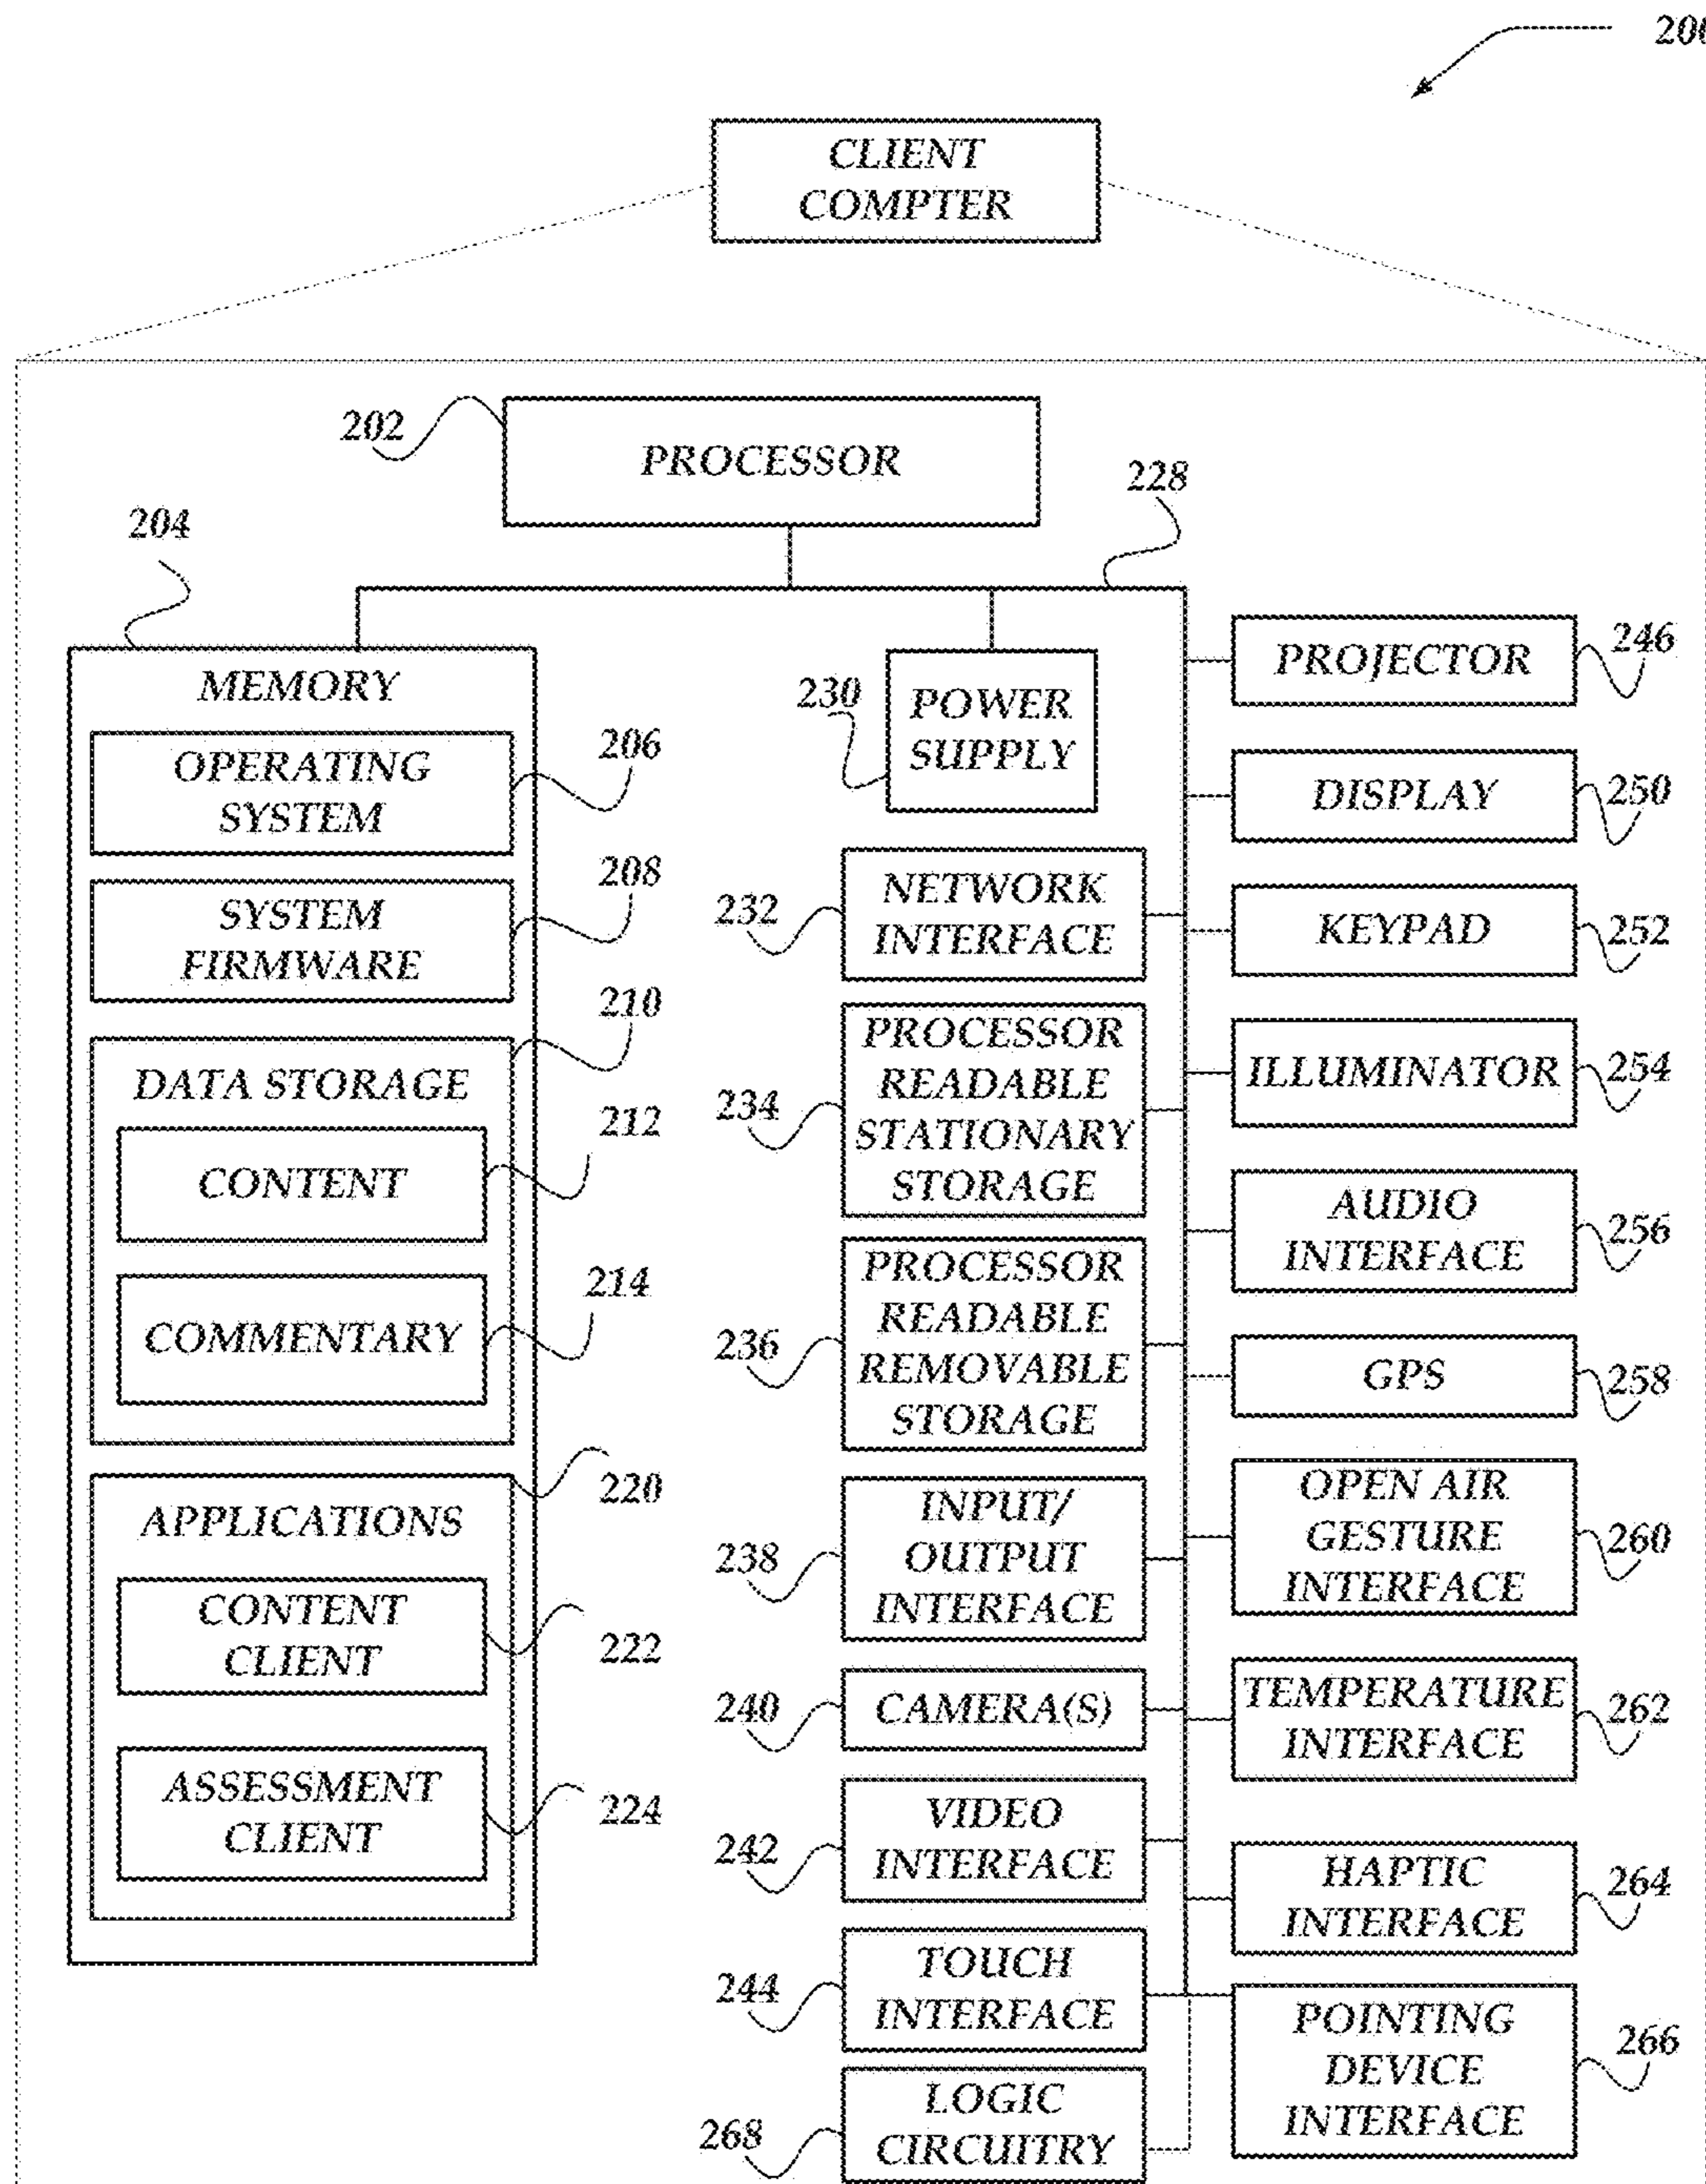 200
CLIENT
COMPTER
202
PROCESSOR
228
204
MEMORY
OPERATING
SYSTEM
206
SYSTEM
FIRMWARE
208
DATA STORAGE
210
CONTENT
212
COMMENTARY
214
APPLICATIONS
220
CONTENT
CLIENT
222
ASSESSMENT
CLIENT
224
230
POWER
SUPPLY
232
NETWORK
INTERFACE
234
PROCESSOR
READABLE
STATIONARY
STORAGE
236
PROCESSOR
READABLE
REMOVABLE
STORAGE
238
INPUT/
OUTPUT
INTERFACE
240
CAMERA(S)
242
VIDEO
INTERFACE
244
TOUCH
INTERFACE
268
LOGIC
CIRCUITRY
PROJECTOR
246
DISPLAY
250
KEYPAD
252
ILLUMINATOR
254
AUDIO
INTERFACE
256
GPS
258
OPEN AIR
GESTURE
INTERFACE
260
TEMPERATURE
INTERFACE
262
HAPTIC
INTERFACE
264
POINTING
DEVICE
INTERFACE
266